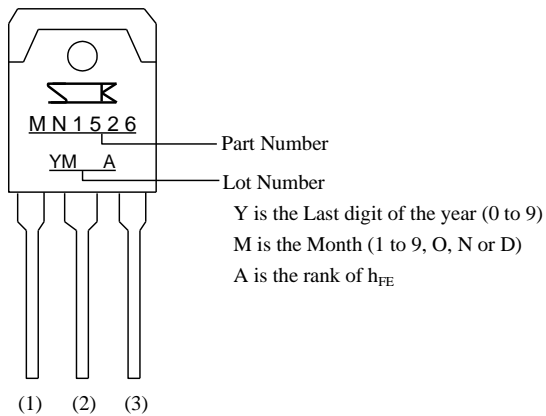 MN1526
Part Number
YM A
Lot Number
Y is the Last digit of the year (0 to 9)
M is the Month (1 to 9, O, N or D)
A is the rank of hFE
(1) (2) (3)